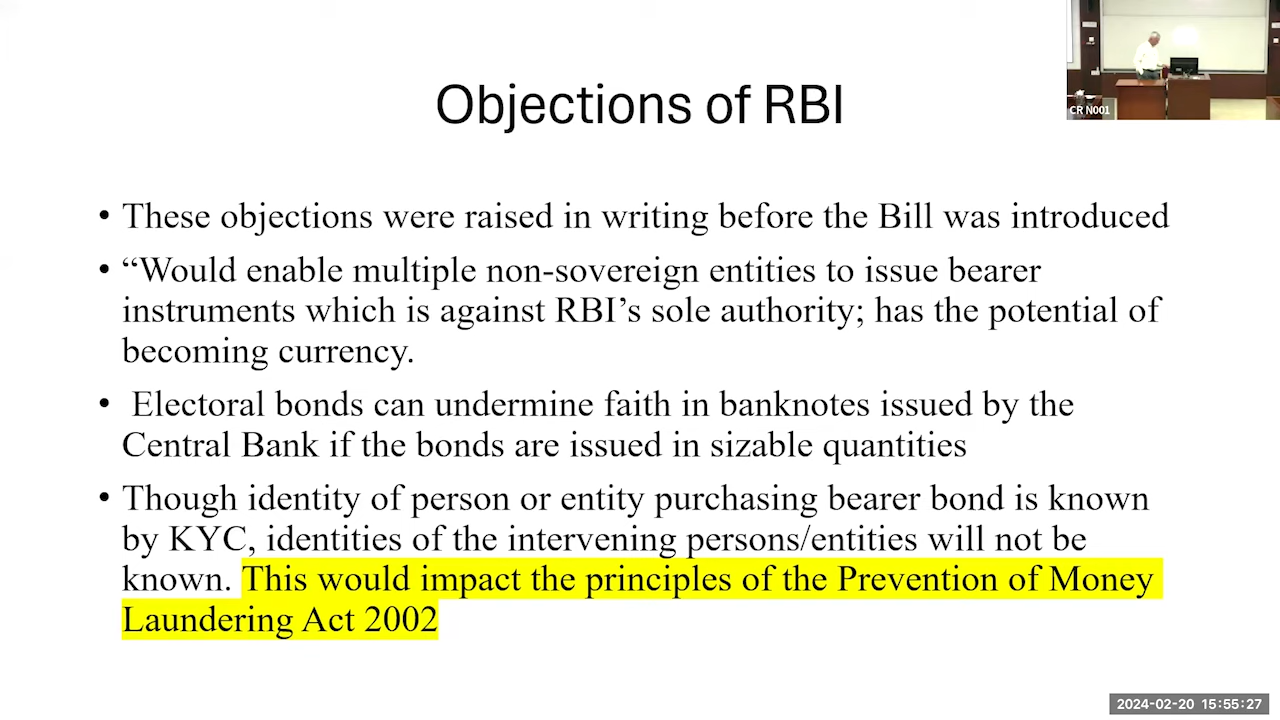 CR N001
Objections of RBI
• These objections were raised in writing before the Bill was introduced
• “Would enable multiple non-sovereign entities to issue bearer
instruments which is against RBI’s sole authority; has the potential of
becoming currency.
• Electoral bonds can undermine faith in banknotes issued by the
Central Bank if the bonds are issued in sizable quantities
• Though identity of person or entity purchasing bearer bond is known
by KYC, identities of the intervening persons/entities will not be
known. This would impact the principles of the Prevention of Money
Laundering Act 2002
2024-02-20 15:55:27